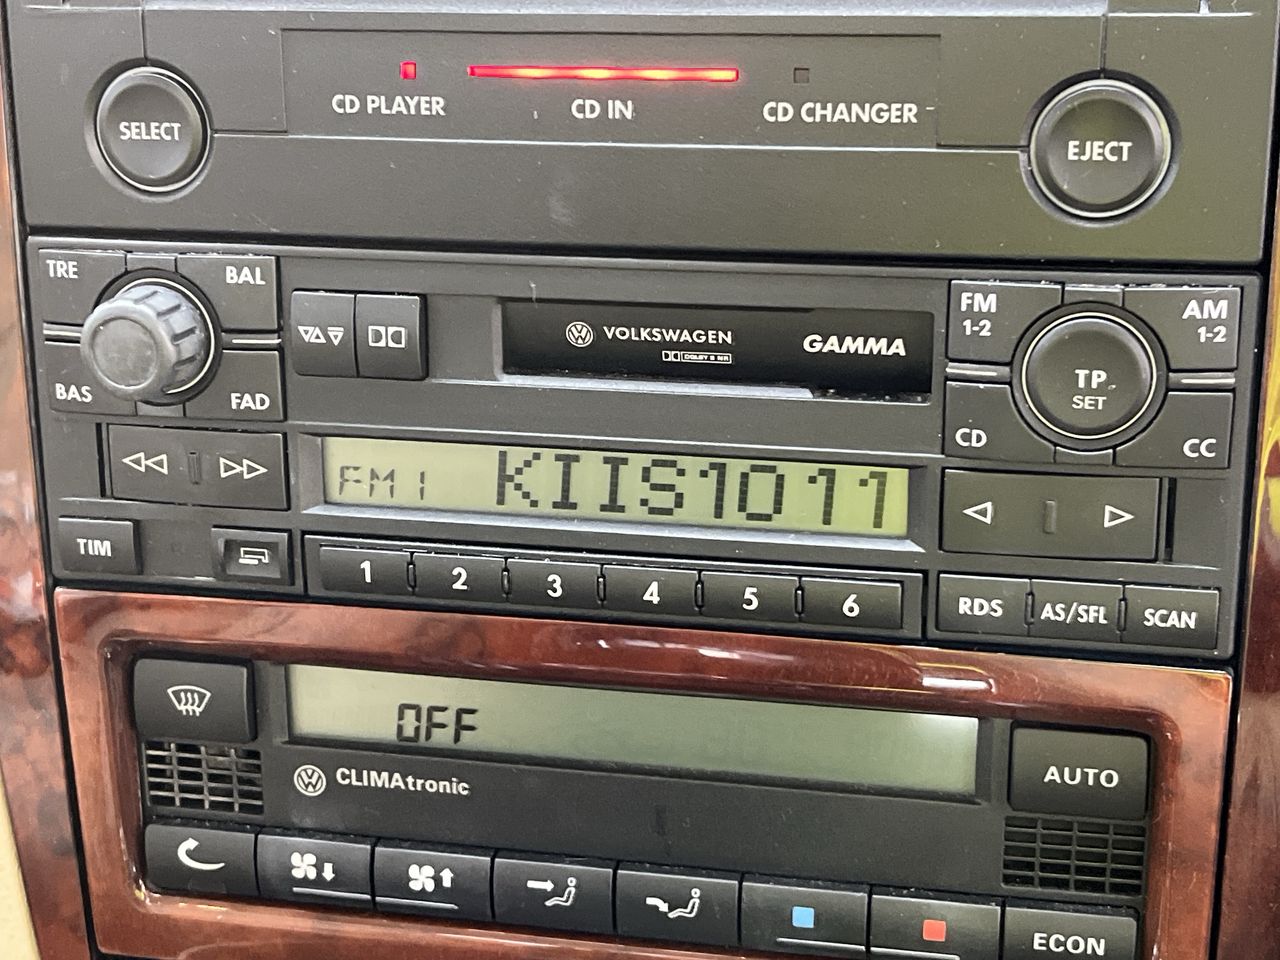 CD PLAYER
CD IN
CD CHANGER
SELECT
EJECT
TRE
BAL
BAS
FAD
VOLKSWAGEN
DOLBY B NR
GAMMA
FM
1-2
AM
1-2
TP
SET
CD
CC
FM1 KIIS1011
TIM
1 2 3 4 5 6
RDS
AS/SFL
SCAN
OFF
CLIMAtronic
AUTO
ECON